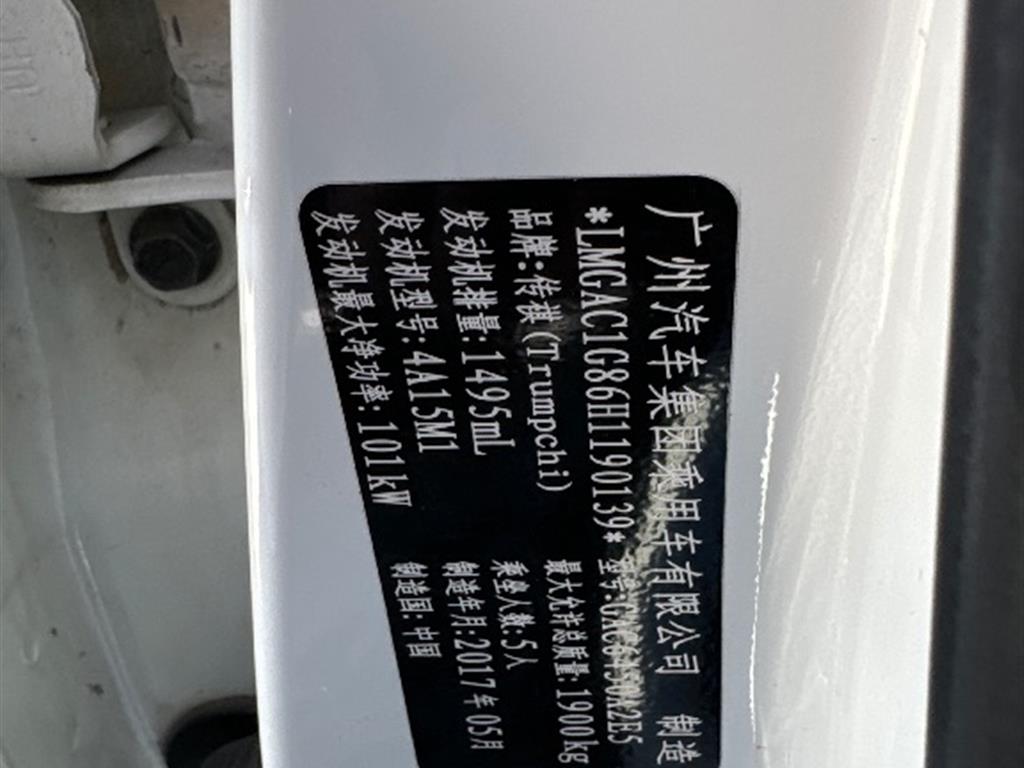 广州汽车集团乘用车有限公司 制造
*LMGAC1G86H1190139*
型号:GAC6450A2E5
品牌:传祺(Trumpchi)
最大允许总质量:1900kg
发动机排量:1495mL
乘坐人数:5人
发动机型号:4A15M1
制造年月:2017年05月
发动机最大净功率:101kW
制造国:中国